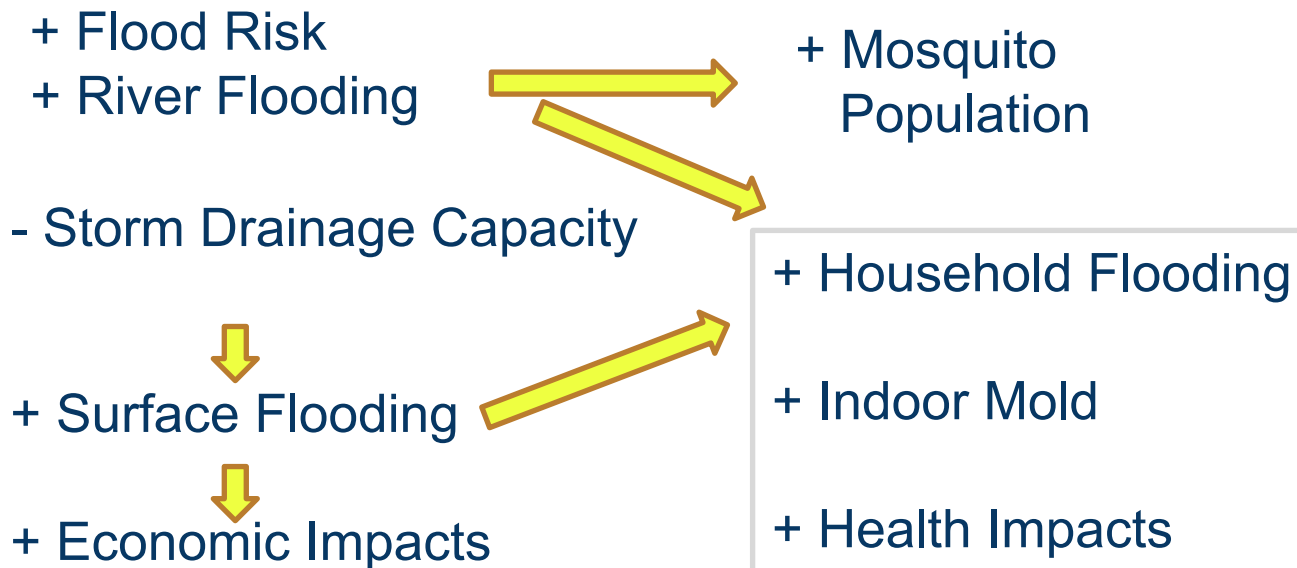 + Flood Risk
+ River Flooding
+ Mosquito
Population
- Storm Drainage Capacity
+ Surface Flooding
+ Economic Impacts
+ Household Flooding
+ Indoor Mold
+ Health Impacts